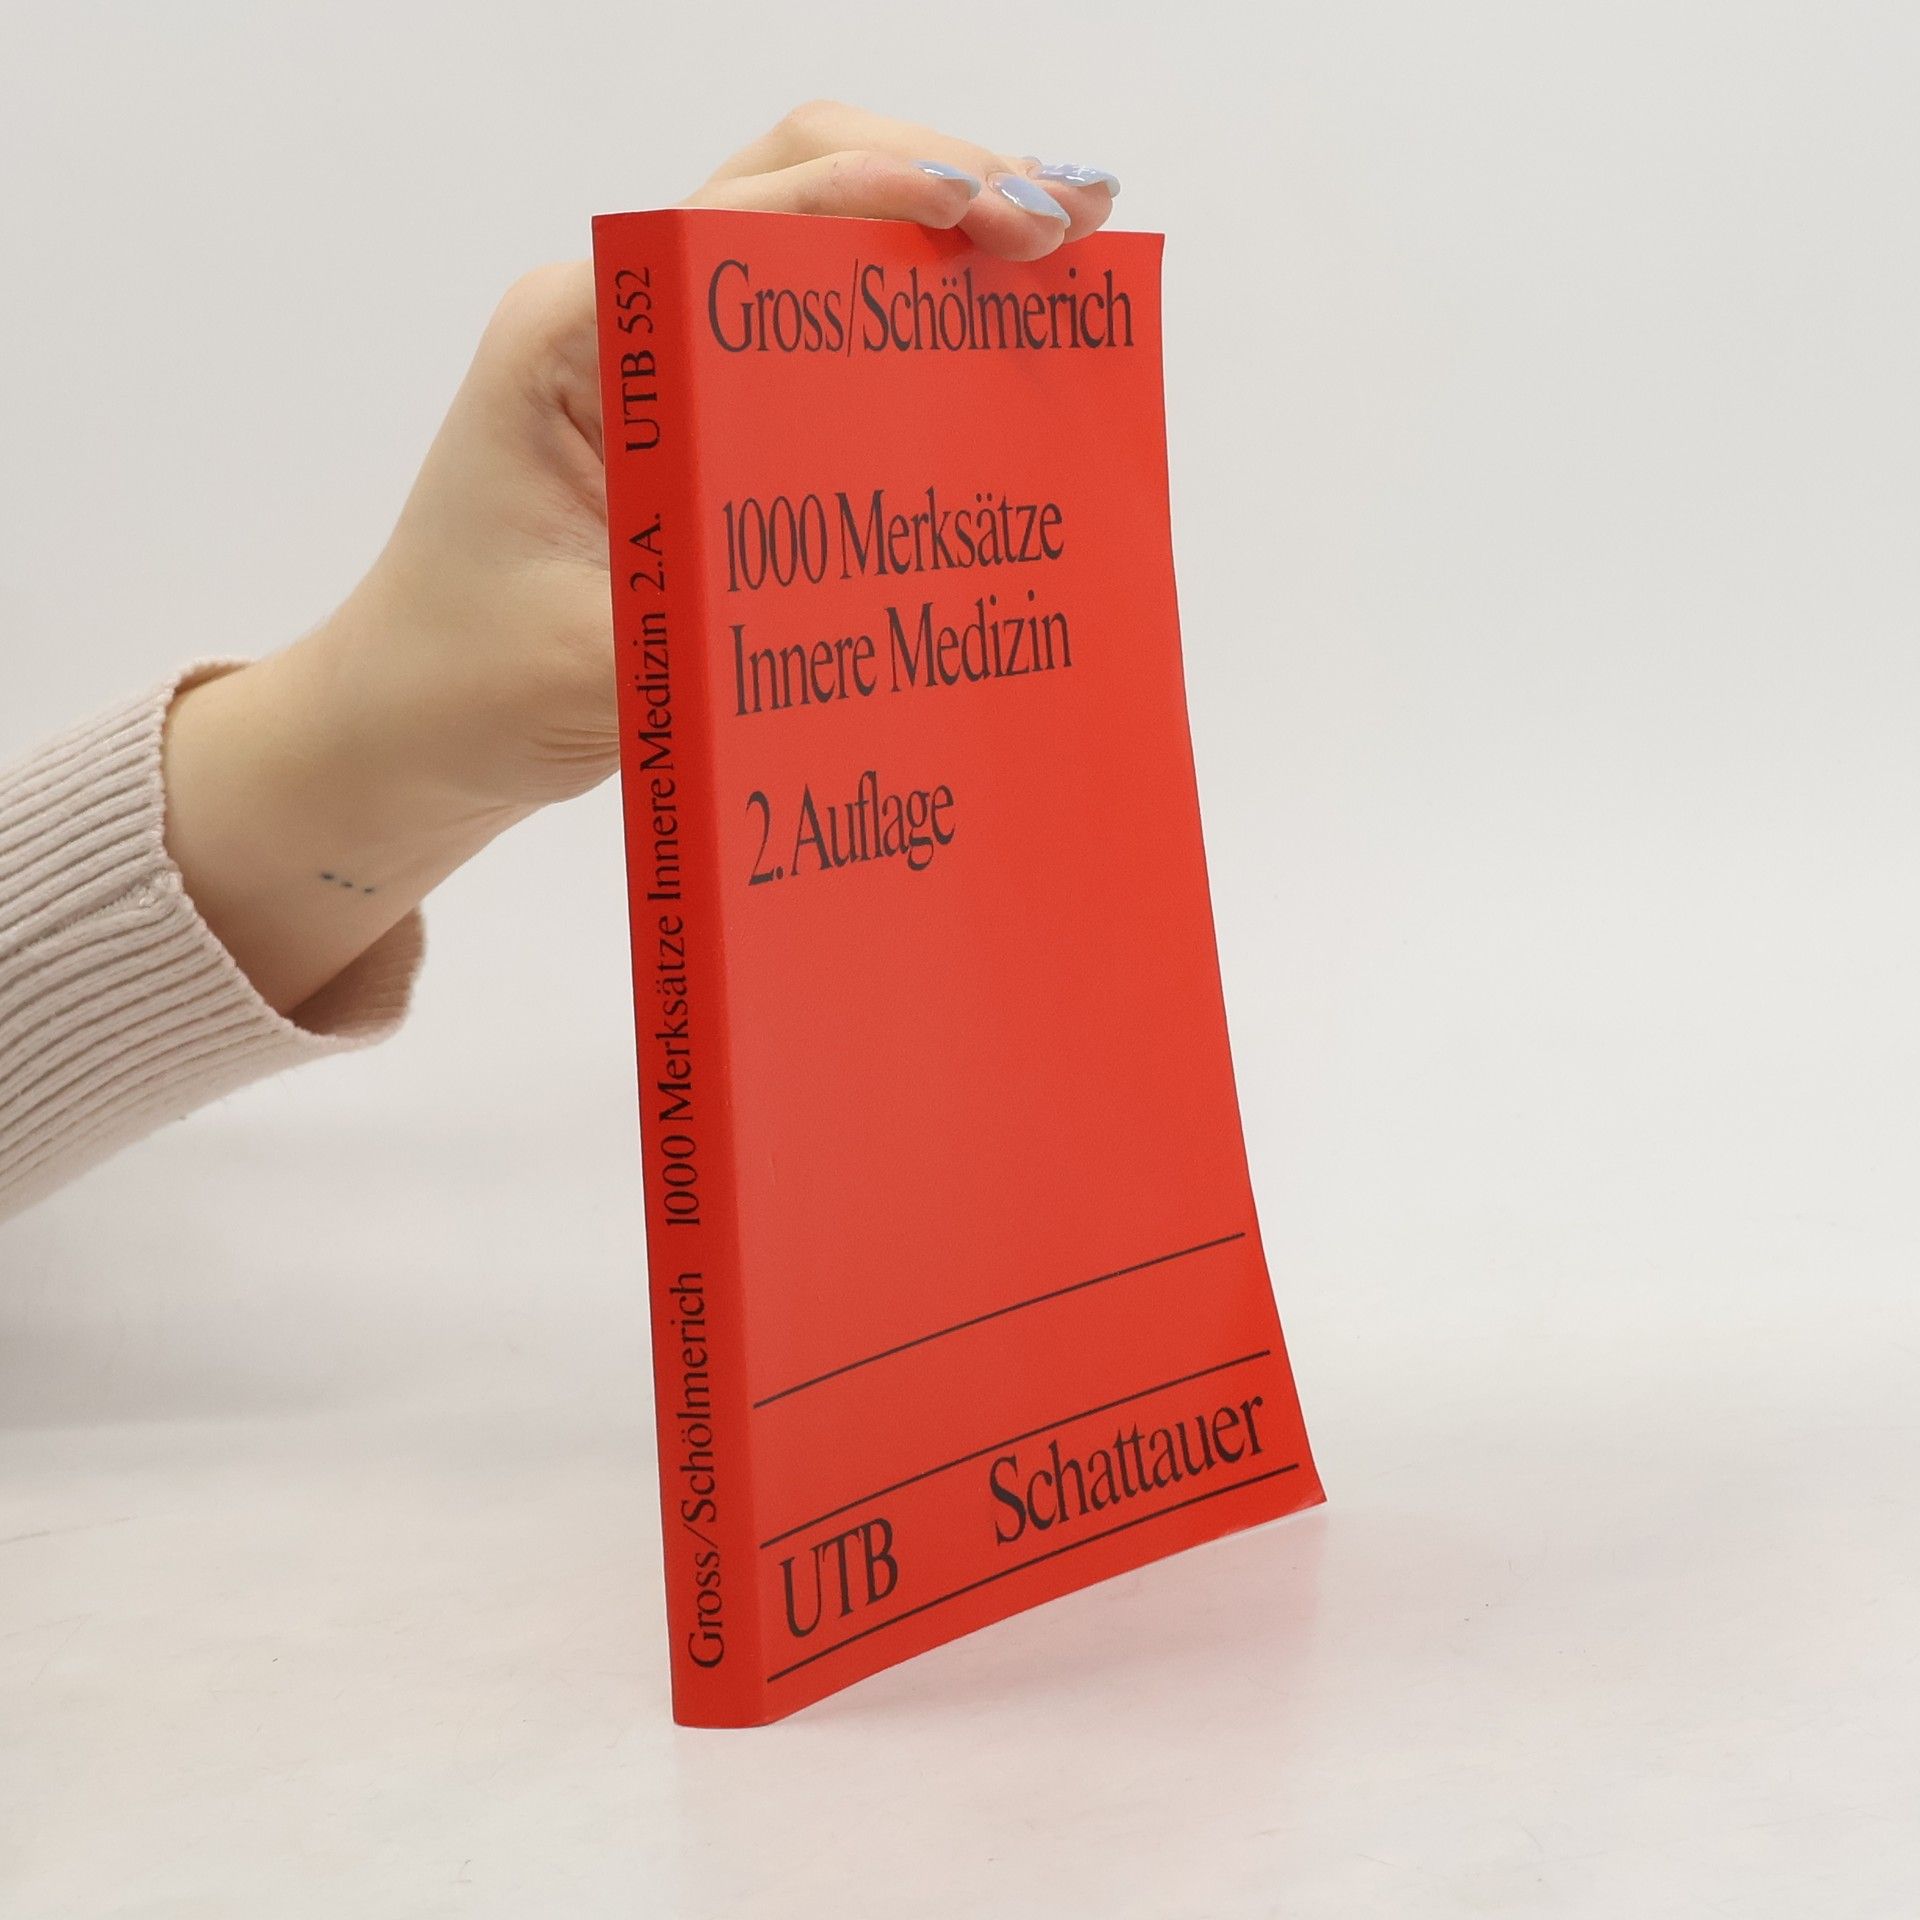 Gross/Schölmerich
1000 Merksätze
Innere Medizin
2. Auflage
UTB Schattauer
Gross/Schölmerich 1000 Merksätze Innere Medizin 2.A. UTB 552